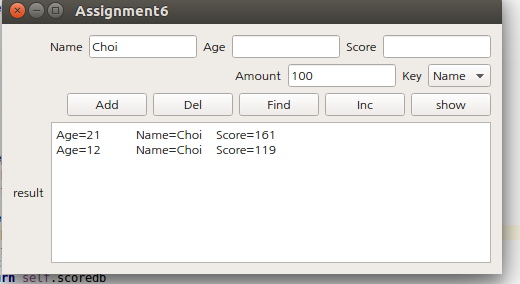 Assignment6
Name Choi Age Score
Amount 100 Key Name
Add Del Find Inc show
Age=21 Name=Choi Score=161
Age=12 Name=Choi Score=119
result
rn self.scoredb